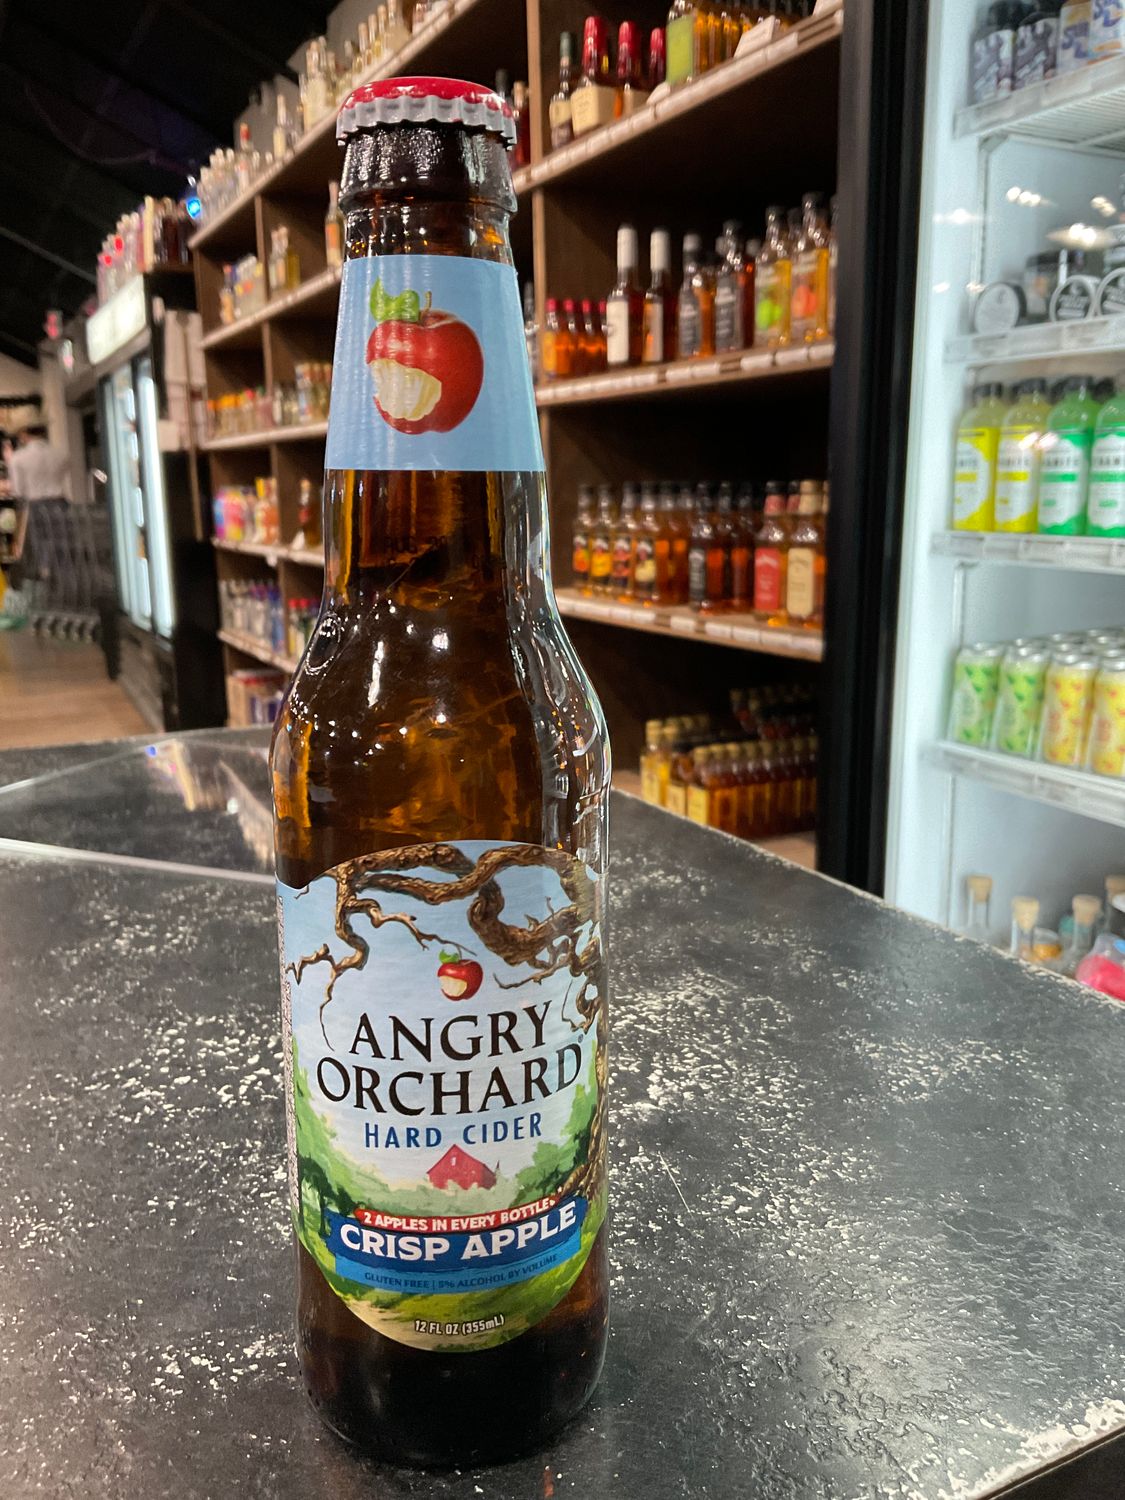 ANGRY
ORCHARD®
HARD CIDER
2 APPLES IN EVERY BOTTLE.
CRISP APPLE
GLUTEN FREE | 5% ALCOHOL BY VOLUME
12 FL OZ (355mL)